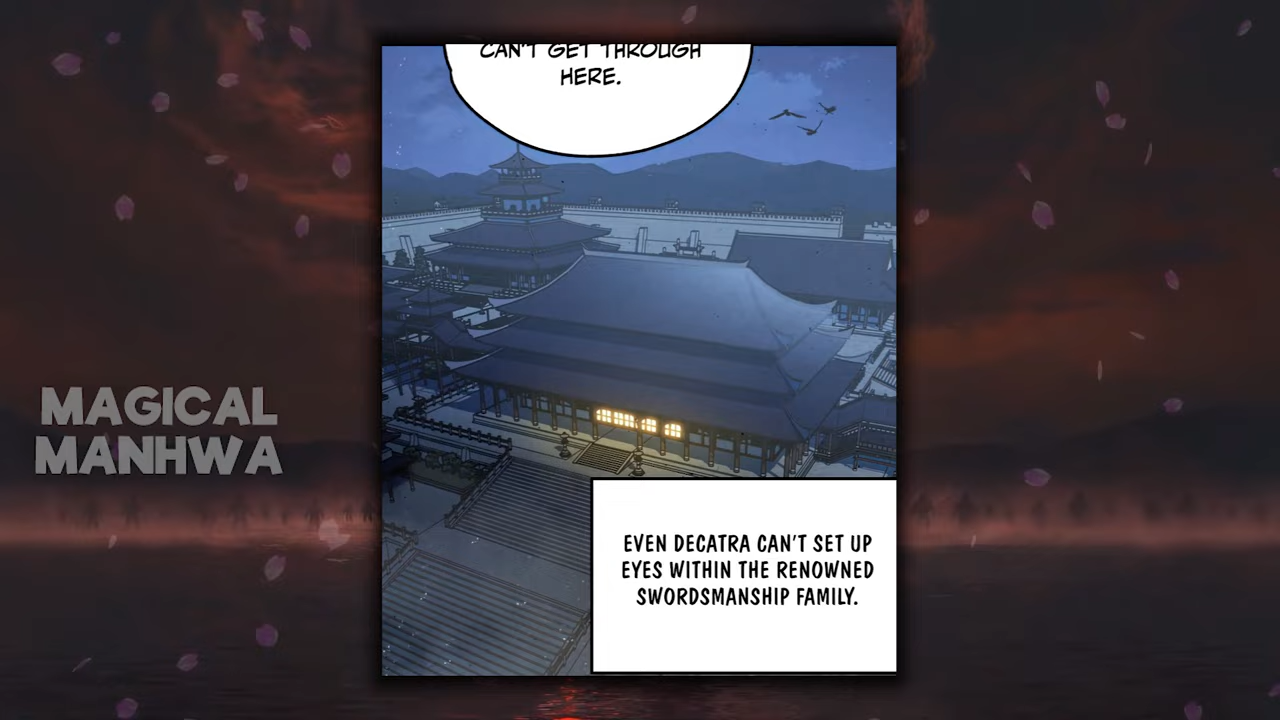 CAN'T GET THROUGH
HERE.
MAGICAL
MANHWA
EVEN DECATRA CAN'T SET UP
EYES WITHIN THE RENOWNED
SWORDSMANSHIP FAMILY.